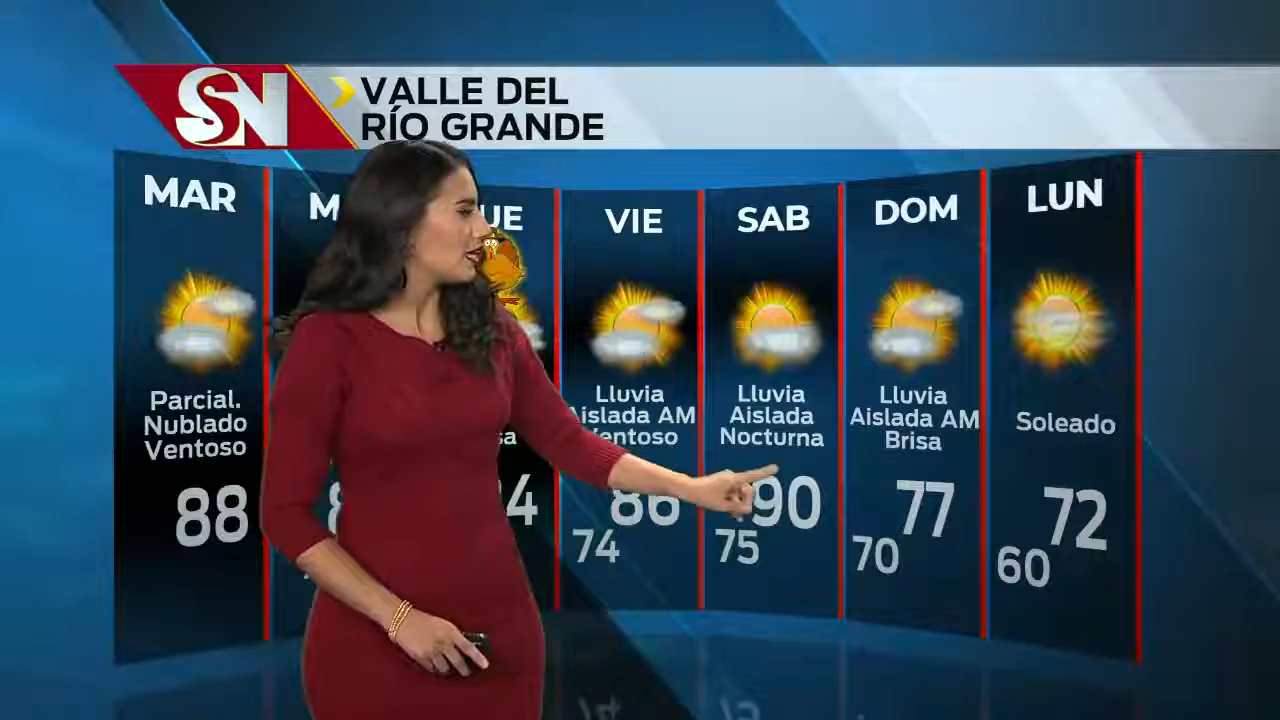 SN
VALLE DEL
RÍO GRANDE
MAR
Parcial.
Nublado
Ventoso
88
VIE
Lluvia
Aislada AM
Ventoso
86
74
SAB
Lluvia
Aislada
Nocturna
90
75
DOM
Lluvia
Aislada AM
Brisa
77
70
LUN
Soleado
72
60